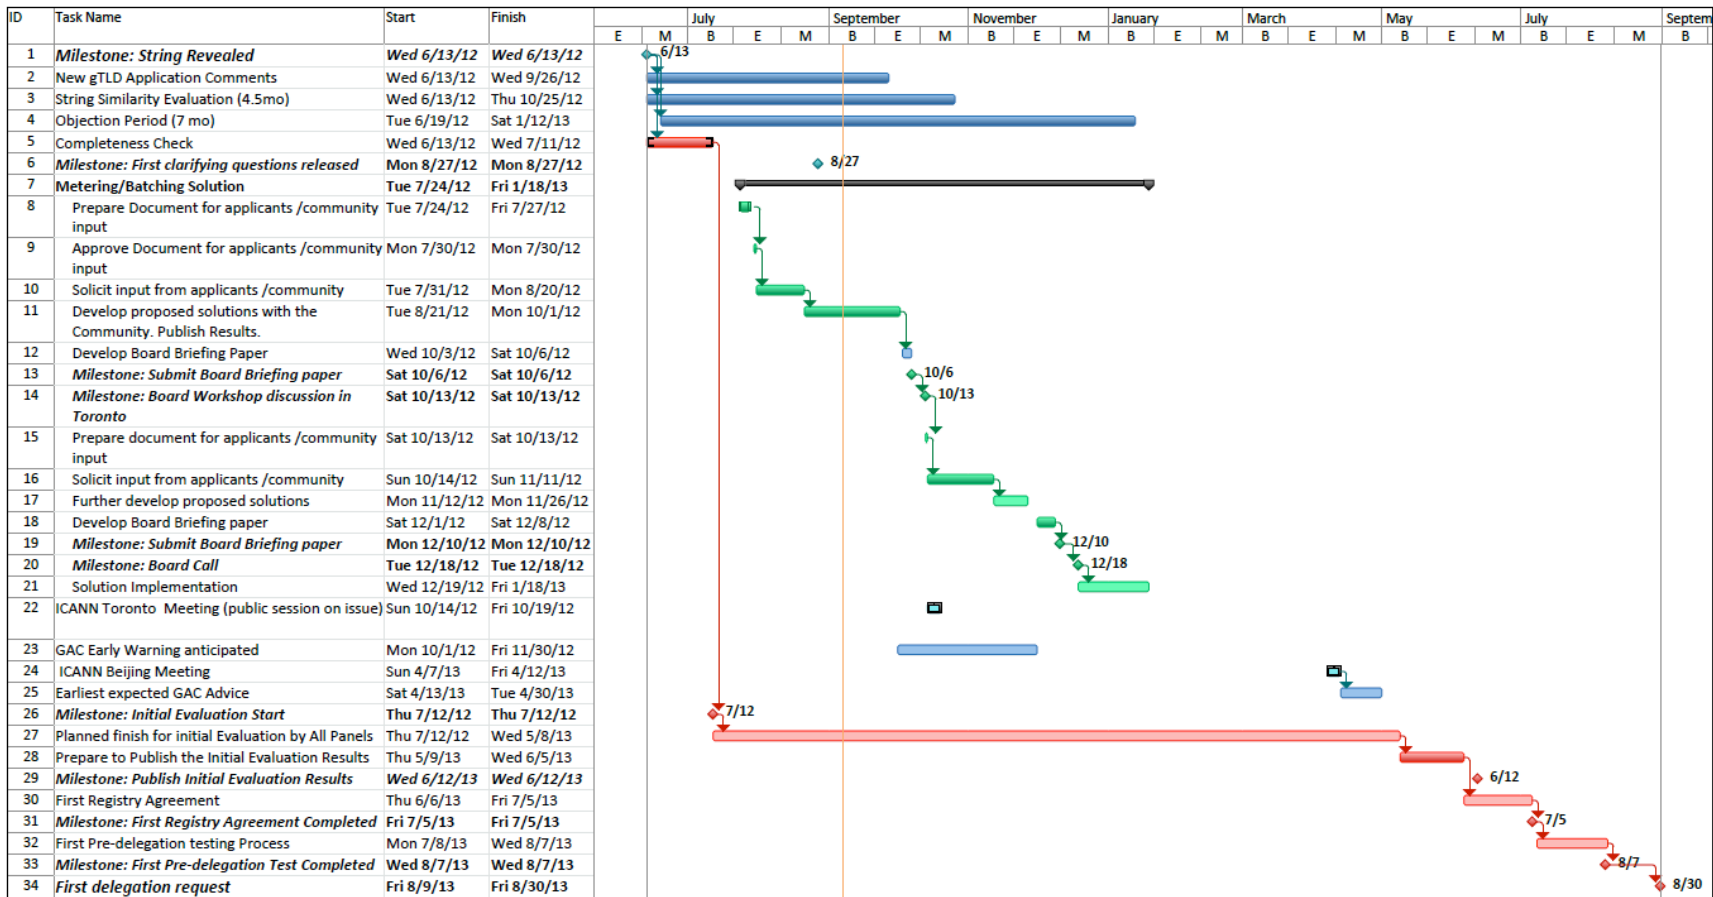 ID Task Name Start Finish July September November January March May July Septem
E M B E M B E M B E M B E M B E M B E M B E M B
1 Milestone: String Revealed Wed 6/13/12 Wed 6/13/12 6/13
2 New gTLD Application Comments Wed 6/13/12 Wed 9/26/12
3 String Similarity Evaluation (4.5mo) Wed 6/13/12 Thu 10/25/12
4 Objection Period (7 mo) Tue 6/19/12 Sat 1/12/13
5 Completeness Check Wed 6/13/12 Wed 7/11/12
6 Milestone: First clarifying questions released Mon 8/27/12 Mon 8/27/12 8/27
7 Metering/Batching Solution Tue 7/24/12 Fri 1/18/13
8 Prepare Document for applicants /community Tue 7/24/12 Fri 7/27/12
input
9 Approve Document for applicants /community Mon 7/30/12 Mon 7/30/12
input
10 Solicit input from applicants /community Tue 7/31/12 Mon 8/20/12
11 Develop proposed solutions with the Tue 8/21/12 Mon 10/1/12
Community. Publish Results.
12 Develop Board Briefing Paper Wed 10/3/12 Sat 10/6/12
13 Milestone: Submit Board Briefing paper Sat 10/6/12 Sat 10/6/12 10/6
14 Milestone: Board Workshop discussion in Sat 10/13/12 Sat 10/13/12 10/13
Toronto
15 Prepare document for applicants /community Sat 10/13/12 Sat 10/13/12
input
16 Solicit input from applicants /community Sun 10/14/12 Sun 11/11/12
17 Further develop proposed solutions Mon 11/12/12 Mon 11/26/12
18 Develop Board Briefing paper Sat 12/1/12 Sat 12/8/12
19 Milestone: Submit Board Briefing paper Mon 12/10/12 Mon 12/10/12 12/10
20 Milestone: Board Call Tue 12/18/12 Tue 12/18/12 12/18
21 Solution Implementation Wed 12/19/12 Fri 1/18/13
22 ICANN Toronto Meeting (public session on issue) Sun 10/14/12 Fri 10/19/12
23 GAC Early Warning anticipated Mon 10/1/12 Fri 11/30/12
24 ICANN Beijing Meeting Sun 4/7/13 Fri 4/12/13
25 Earliest expected GAC Advice Sat 4/13/13 Tue 4/30/13
26 Milestone: Initial Evaluation Start Thu 7/12/12 Thu 7/12/12 7/12
27 Planned finish for initial Evaluation by All Panels Thu 7/12/12 Wed 5/8/13
28 Prepare to Publish the Initial Evaluation Results Thu 5/9/13 Wed 6/5/13
29 Milestone: Publish Initial Evaluation Results Wed 6/12/13 Wed 6/12/13 6/12
30 First Registry Agreement Thu 6/6/13 Fri 7/5/13
31 Milestone: First Registry Agreement Completed Fri 7/5/13 Fri 7/5/13 7/5
32 First Pre-delegation testing Process Mon 7/8/13 Wed 8/7/13
33 Milestone: First Pre-delegation Test Completed Wed 8/7/13 Wed 8/7/13 8/7
34 First delegation request Fri 8/9/13 Fri 8/30/13 8/30